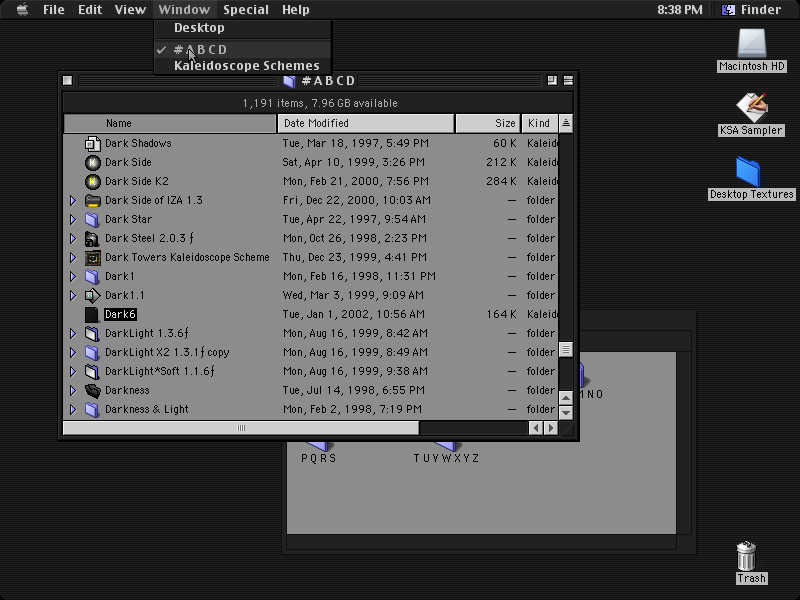 File Edit View Window Special Help 8:38 PM Finder
Desktop
✓ #ABCD
Kaleidoscope Schemes
#ABCD
1,191 items, 7.96 GB available
Name Date Modified Size Kind
Dark Shadows Tue, Mar 18, 1997, 5:49 PM 60 K Kaleid
Dark Side Sat, Apr 10, 1999, 3:26 PM 212 K Kaleid
Dark Side K2 Mon, Feb 21, 2000, 7:56 PM 284 K Kaleid
Dark Side of IZA 1.3 Fri, Dec 22, 2000, 10:03 AM — folder
Dark Star Tue, Apr 22, 1997, 9:54 AM — folder
Dark Steel 2.0.3 ƒ Mon, Oct 26, 1998, 2:23 PM — folder
Dark Towers Kaleidoscope Scheme Thu, Dec 23, 1999, 4:41 PM — folder
Dark1 Mon, Feb 16, 1998, 11:31 PM — folder
Dark1.1 Wed, Mar 3, 1999, 9:09 AM — folder
Dark6 Tue, Jan 1, 2002, 10:56 AM 164 K Kaleid
DarkLight 1.3.6ƒ Mon, Aug 16, 1999, 8:42 AM — folder
DarkLight X2 1.3.1ƒ copy Mon, Aug 16, 1999, 8:49 AM — folder
DarkLight*Soft 1.1.6ƒ Mon, Aug 16, 1999, 9:38 AM — folder
Darkness Tue, Jul 14, 1998, 6:55 PM — folder
Darkness & Light Mon, Feb 2, 1998, 7:19 PM — folder
NO
PQRS TUVWXYZ
Macintosh HD
KSA Sampler
Desktop Textures
Trash